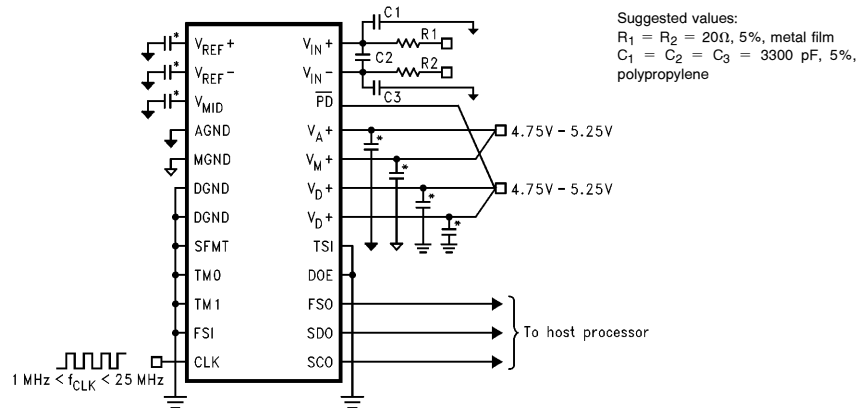 C1
Suggested values:
R1 = R2 = 20Ω, 5%, metal film
C1 = C2 = C3 = 3300 pF, 5%,
polypropylene
* VREF+ VIN+ R1
C2
* VREF- VIN- R2
C3
* VMID PD
AGND VA+ * 4.75V - 5.25V
MGND VM+ *
DGND VD+ * 4.75V - 5.25V
DGND VD+ *
SFMT TSI
TM0 DOE
TM1 FSO
FSI SDO To host processor
CLK SCO
1 MHz < fCLK < 25 MHz